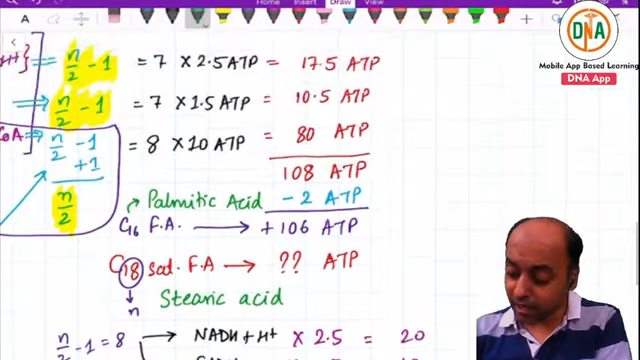 Home Insert Draw View
DNA
Mobile App Based Learning
DNA App
H⁺} ⇒ n/2 - 1 = 7 × 2.5 ATP = 17.5 ATP
⇒ n/2 - 1 = 7 × 1.5 ATP = 10.5 ATP
CoA ⇒ n/2 - 1 + 1 = 8 × 10 ATP = 80 ATP
n/2
108 ATP
Palmitic Acid - 2 ATP
C16 F.A. → + 106 ATP
C18 sat. F.A → ?? ATP
↓ n
Stearic acid
n/2 - 1 = 8 → NADH + H⁺ × 2.5 = 20